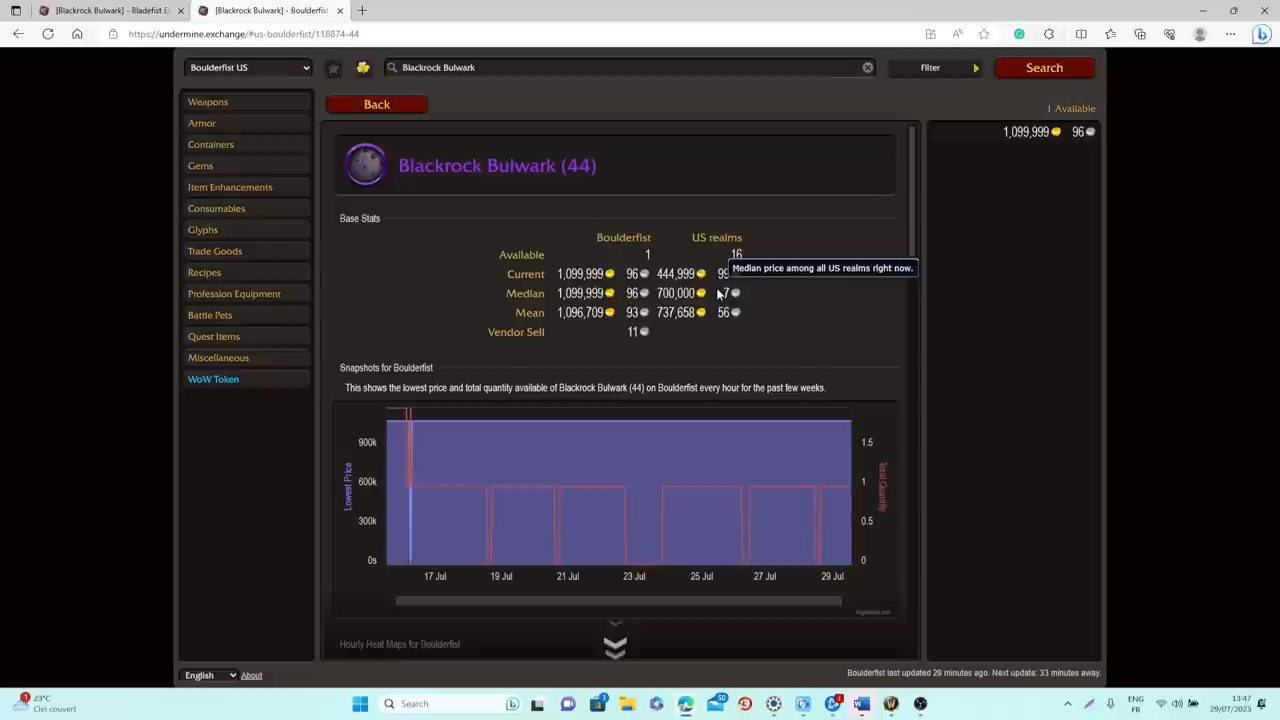 [Blackrock Bulwark] - Bladefist E
[Blackrock Bulwark] - Boulderfist
https://undermine.exchange/#us-boulderfist/118874-44
Boulderfist US
Blackrock Bulwark
Filter
Search
Weapons
Armor
Containers
Gems
Item Enhancements
Consumables
Glyphs
Trade Goods
Recipes
Profession Equipment
Battle Pets
Quest Items
Miscellaneous
WoW Token
Back
1 Available
1,099,999 96
Blackrock Bulwark (44)
Base Stats
Boulderfist US realms
Available 1 16
Current 1,099,999 96 444,999 99
Median price among all US realms right now.
Median 1,099,999 96 700,000 7
Mean 1,096,709 93 737,658 56
Vendor Sell 11
Snapshots for Boulderfist
This shows the lowest price and total quantity available of Blackrock Bulwark (44) on Boulderfist every hour for the past few weeks.
900k 1.5
600k 1
300k 0.5
0s 0
Lowest Price
Total Quantity
17 Jul 19 Jul 21 Jul 23 Jul 25 Jul 27 Jul 29 Jul
Hourly Heat Maps for Boulderfist
English About
Boulderfist last updated 29 minutes ago. Next update: 33 minutes away.
1
23°C
Ciel couvert
Search
1
50
4
ENG
FR
13:47
29/07/2023